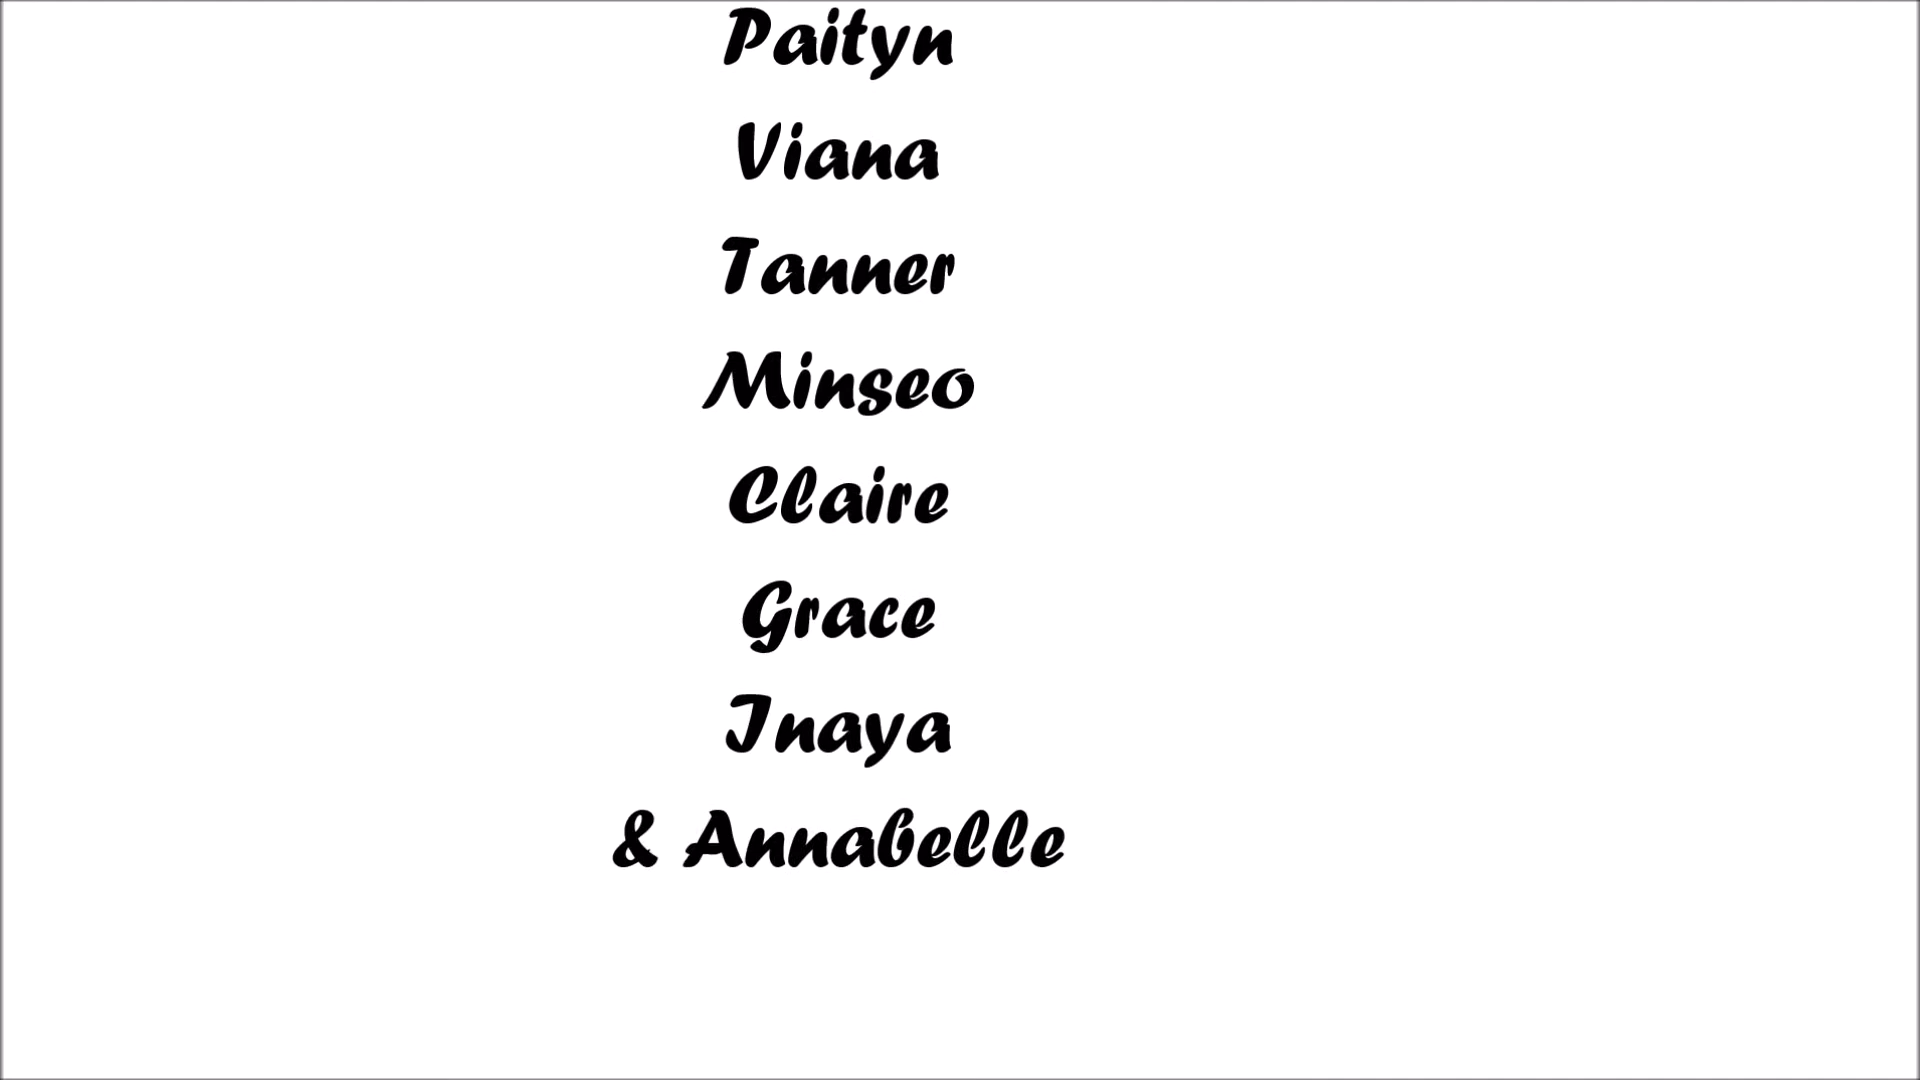 Paityn
Viana
Tanner
Minseo
Claire
Grace
Inaya
& Annabelle